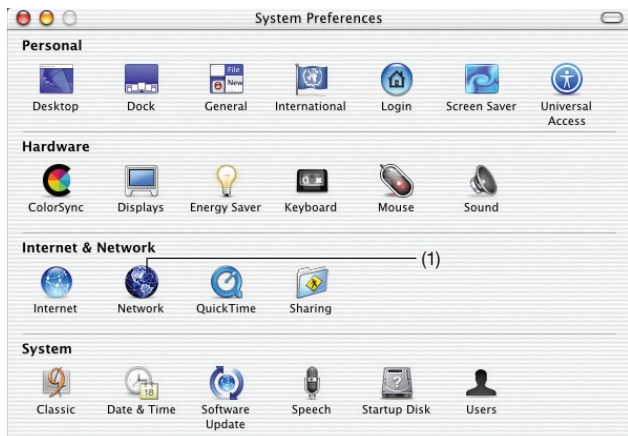 System Preferences
Personal
File
New
Desktop Dock General International Login Screen Saver Universal
Access
Hardware
ColorSync Displays Energy Saver Keyboard Mouse Sound
Internet & Network
(1)
Internet Network QuickTime Sharing
System
18
?
Classic Date & Time Software Speech Startup Disk Users
Update